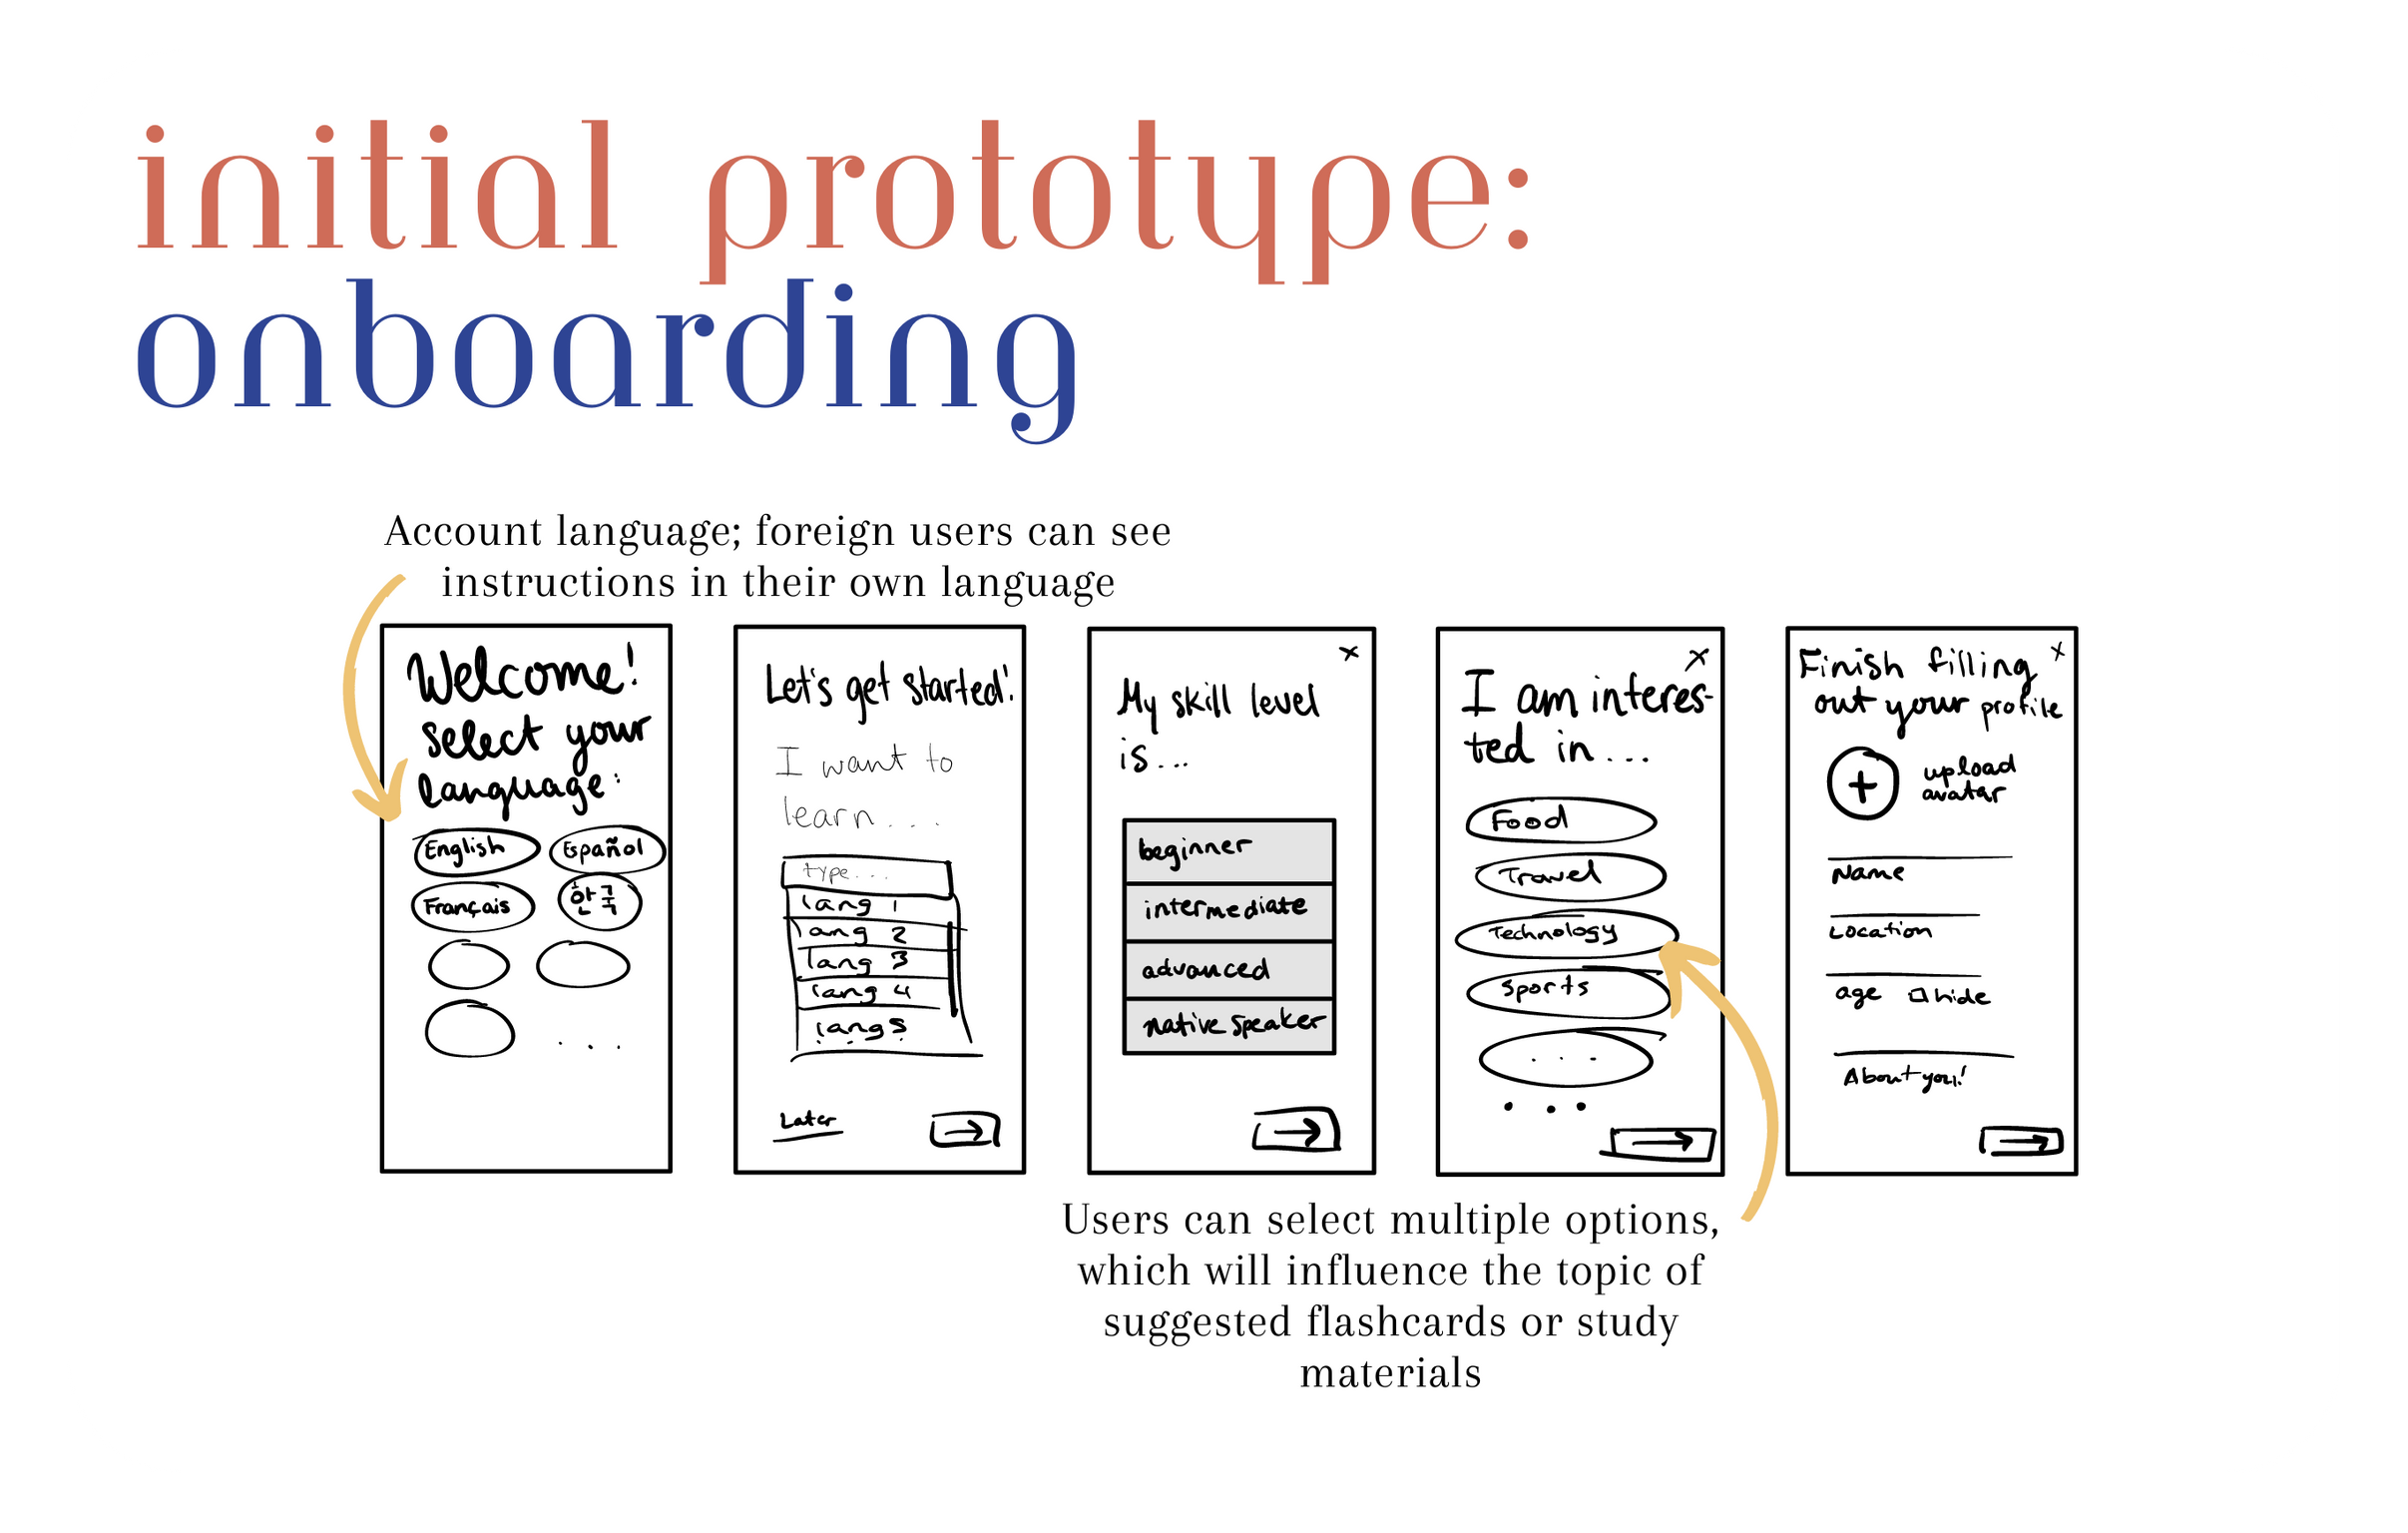 initial prototype:
onboarding
Account language; foreign users can see
instructions in their own language
Welcome!
Select your
language:
English
Español
Français
한국
Let's get started!
I want to
learn...
type...
lang 1
lang 2
lang 3
lang 4
lang 5
...
Later
My skill level
is...
beginner
intermediate
advanced
native speaker
I am interes-
ted in...
Food
Travel
Technology
Sports
...
...
Finish filling
out your profile
upload
avatar
Name
Location
age hide
About you!
Users can select multiple options,
which will influence the topic of
suggested flashcards or study
materials